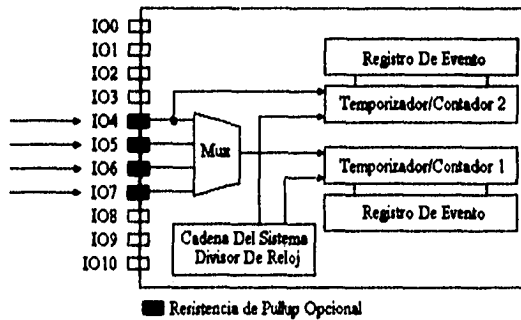 IO0
IO1
IO2
IO3
IO4
IO5
IO6
IO7
IO8
IO9
IO10
Mux
Registro De Evento
Temporizador/Contador 2
Temporizador/Contador 1
Registro De Evento
Cadena Del Sistema
Divisor De Reloj
Resistencia de Pullup Opcional